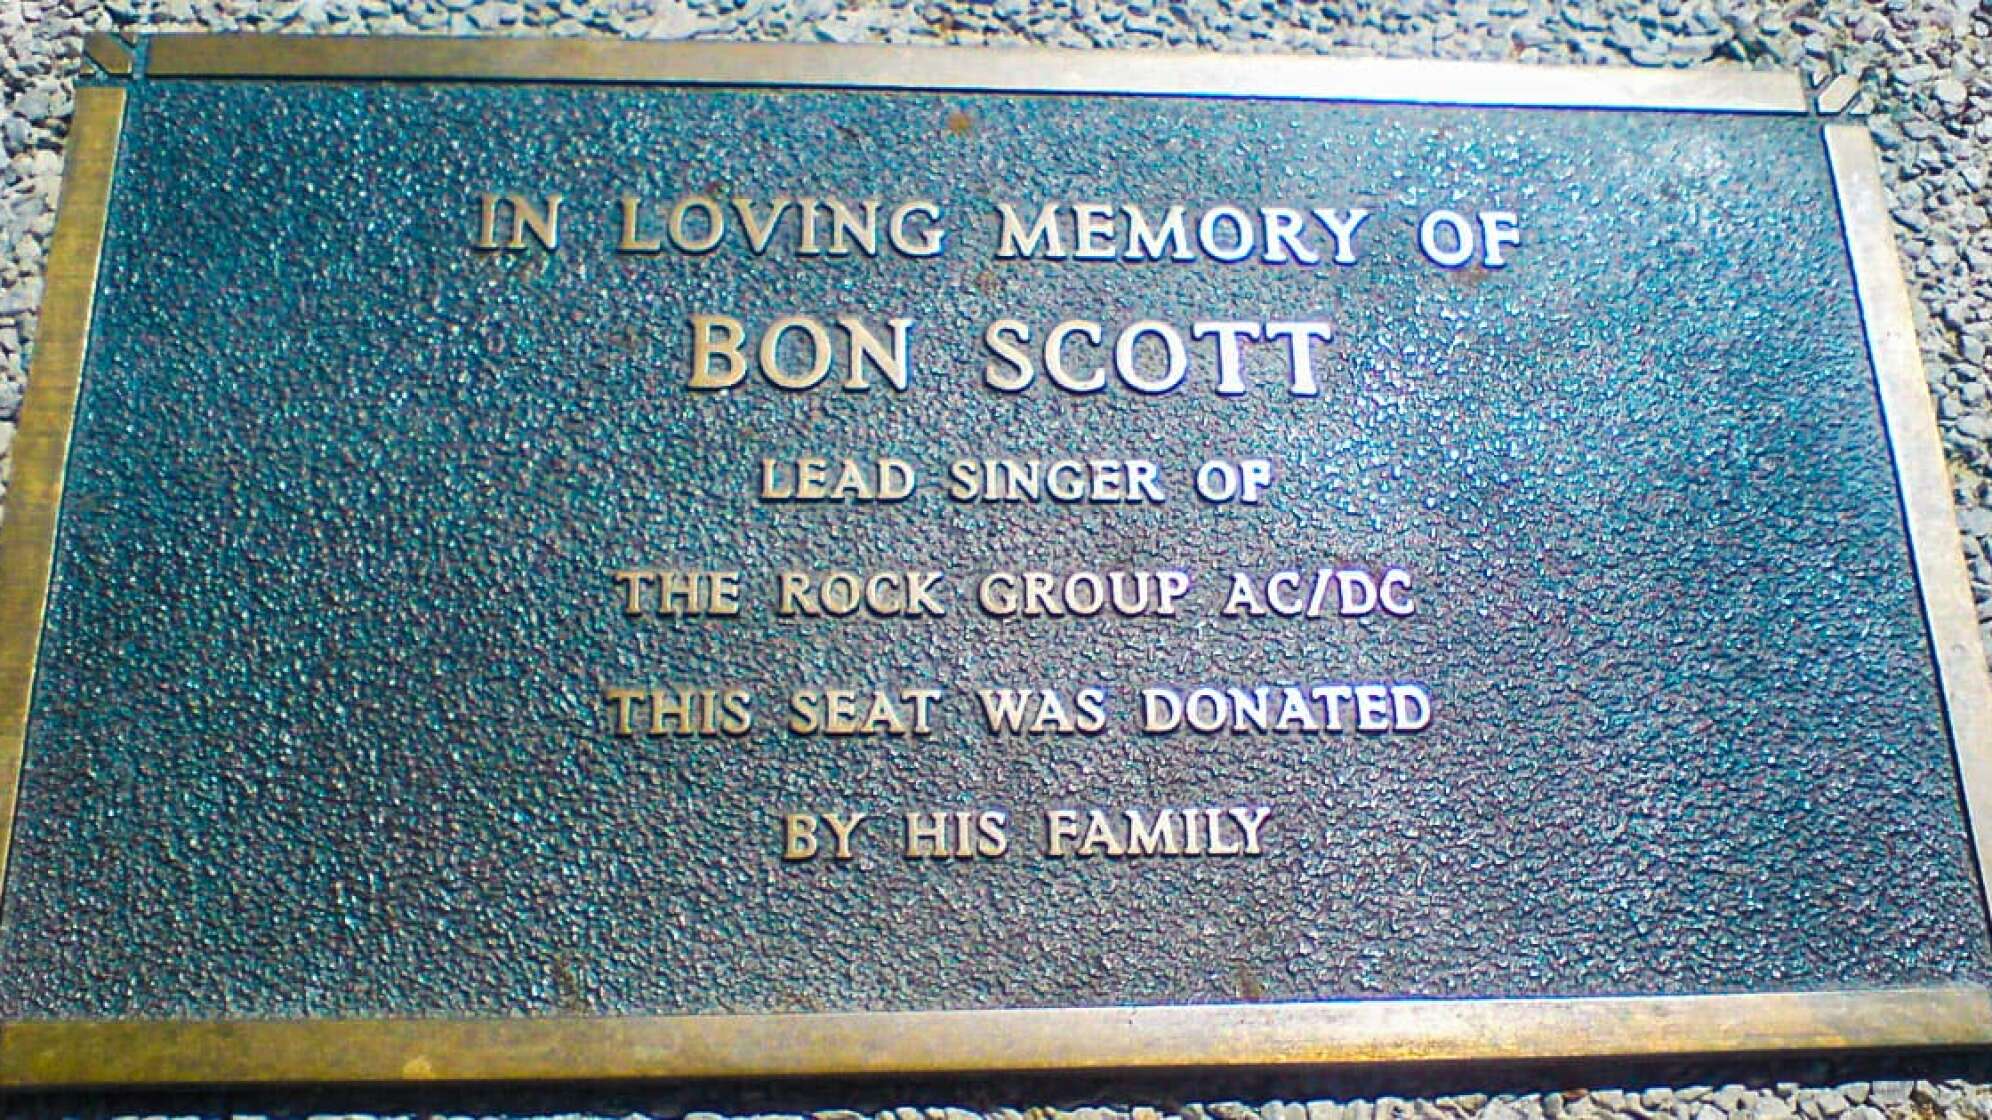 IN LOVING MEMORY OF
BON SCOTT
LEAD SINGER OF
THE ROCK GROUP AC/DC
THIS SEAT WAS DONATED
BY HIS FAMILY